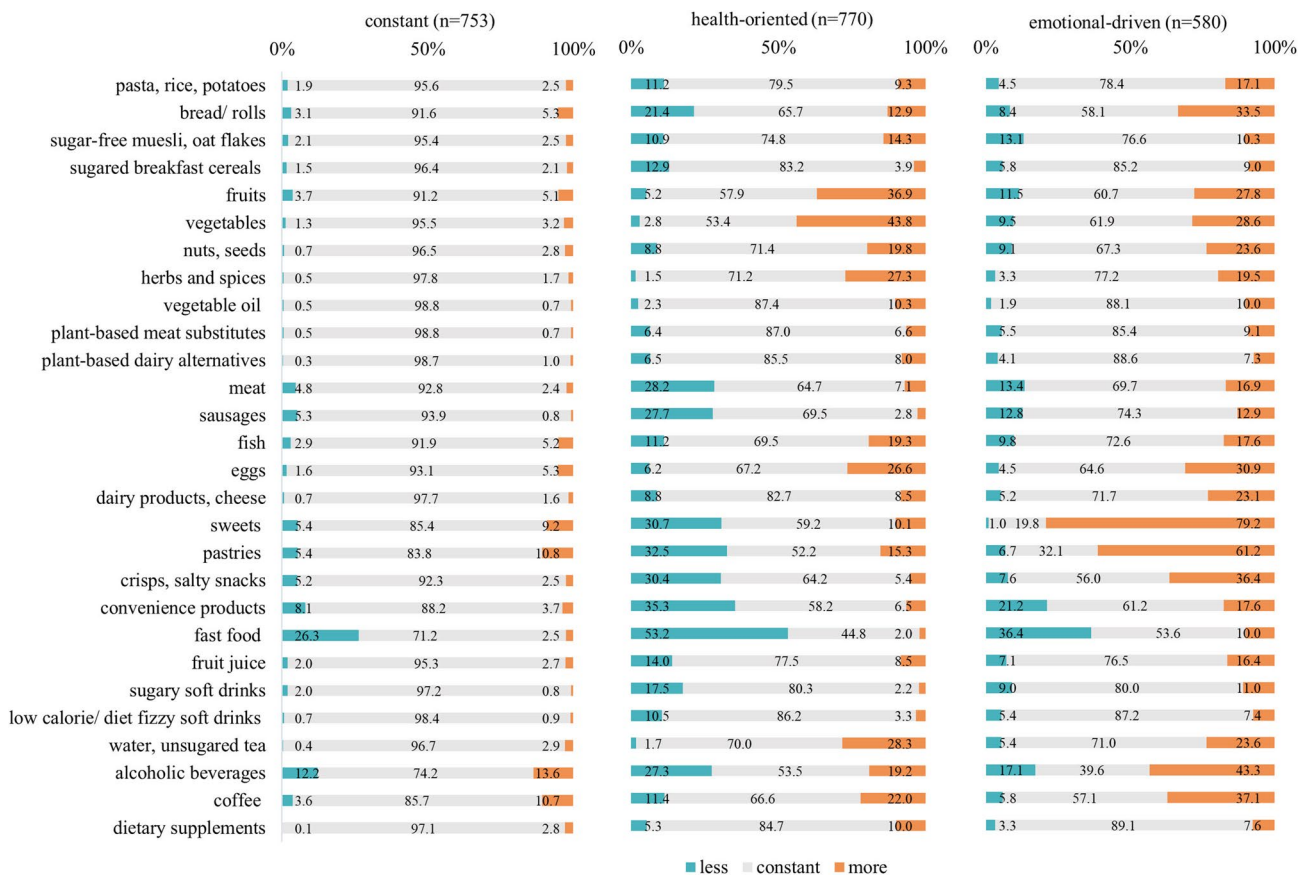 constant (n=753) health-oriented (n=770) emotional-driven (n=580)
0% 50% 100% 0% 50% 100% 0% 50% 100%
pasta, rice, potatoes 1.9 95.6 2.5 11.2 79.5 9.3 4.5 78.4 17.1
bread/ rolls 3.1 91.6 5.3 21.4 65.7 12.9 8.4 58.1 33.5
sugar-free muesli, oat flakes 2.1 95.4 2.5 10.9 74.8 14.3 13.1 76.6 10.3
sugared breakfast cereals 1.5 96.4 2.1 12.9 83.2 3.9 5.8 85.2 9.0
fruits 3.7 91.2 5.1 5.2 57.9 36.9 11.5 60.7 27.8
vegetables 1.3 95.5 3.2 2.8 53.4 43.8 9.5 61.9 28.6
nuts, seeds 0.7 96.5 2.8 8.8 71.4 19.8 9.1 67.3 23.6
herbs and spices 0.5 97.8 1.7 1.5 71.2 27.3 3.3 77.2 19.5
vegetable oil 0.5 98.8 0.7 2.3 87.4 10.3 1.9 88.1 10.0
plant-based meat substitutes 0.5 98.8 0.7 6.4 87.0 6.6 5.5 85.4 9.1
plant-based dairy alternatives 0.3 98.7 1.0 6.5 85.5 8.0 4.1 88.6 7.3
meat 4.8 92.8 2.4 28.2 64.7 7.1 13.4 69.7 16.9
sausages 5.3 93.9 0.8 27.7 69.5 2.8 12.8 74.3 12.9
fish 2.9 91.9 5.2 11.2 69.5 19.3 9.8 72.6 17.6
eggs 1.6 93.1 5.3 6.2 67.2 26.6 4.5 64.6 30.9
dairy products, cheese 0.7 97.7 1.6 8.8 82.7 8.5 5.2 71.7 23.1
sweets 5.4 85.4 9.2 30.7 59.2 10.1 1.0 19.8 79.2
pastries 5.4 83.8 10.8 32.5 52.2 15.3 6.7 32.1 61.2
crisps, salty snacks 5.2 92.3 2.5 30.4 64.2 5.4 7.6 56.0 36.4
convenience products 8.1 88.2 3.7 35.3 58.2 6.5 21.2 61.2 17.6
fast food 26.3 71.2 2.5 53.2 44.8 2.0 36.4 53.6 10.0
fruit juice 2.0 95.3 2.7 14.0 77.5 8.5 7.1 76.5 16.4
sugary soft drinks 2.0 97.2 0.8 17.5 80.3 2.2 9.0 80.0 11.0
low calorie/ diet fizzy soft drinks 0.7 98.4 0.9 10.5 86.2 3.3 5.4 87.2 7.4
water, unsugared tea 0.4 96.7 2.9 1.7 70.0 28.3 5.4 71.0 23.6
alcoholic beverages 12.2 74.2 13.6 27.3 53.5 19.2 17.1 39.6 43.3
coffee 3.6 85.7 10.7 11.4 66.6 22.0 5.8 57.1 37.1
dietary supplements 0.1 97.1 2.8 5.3 84.7 10.0 3.3 89.1 7.6
less constant more